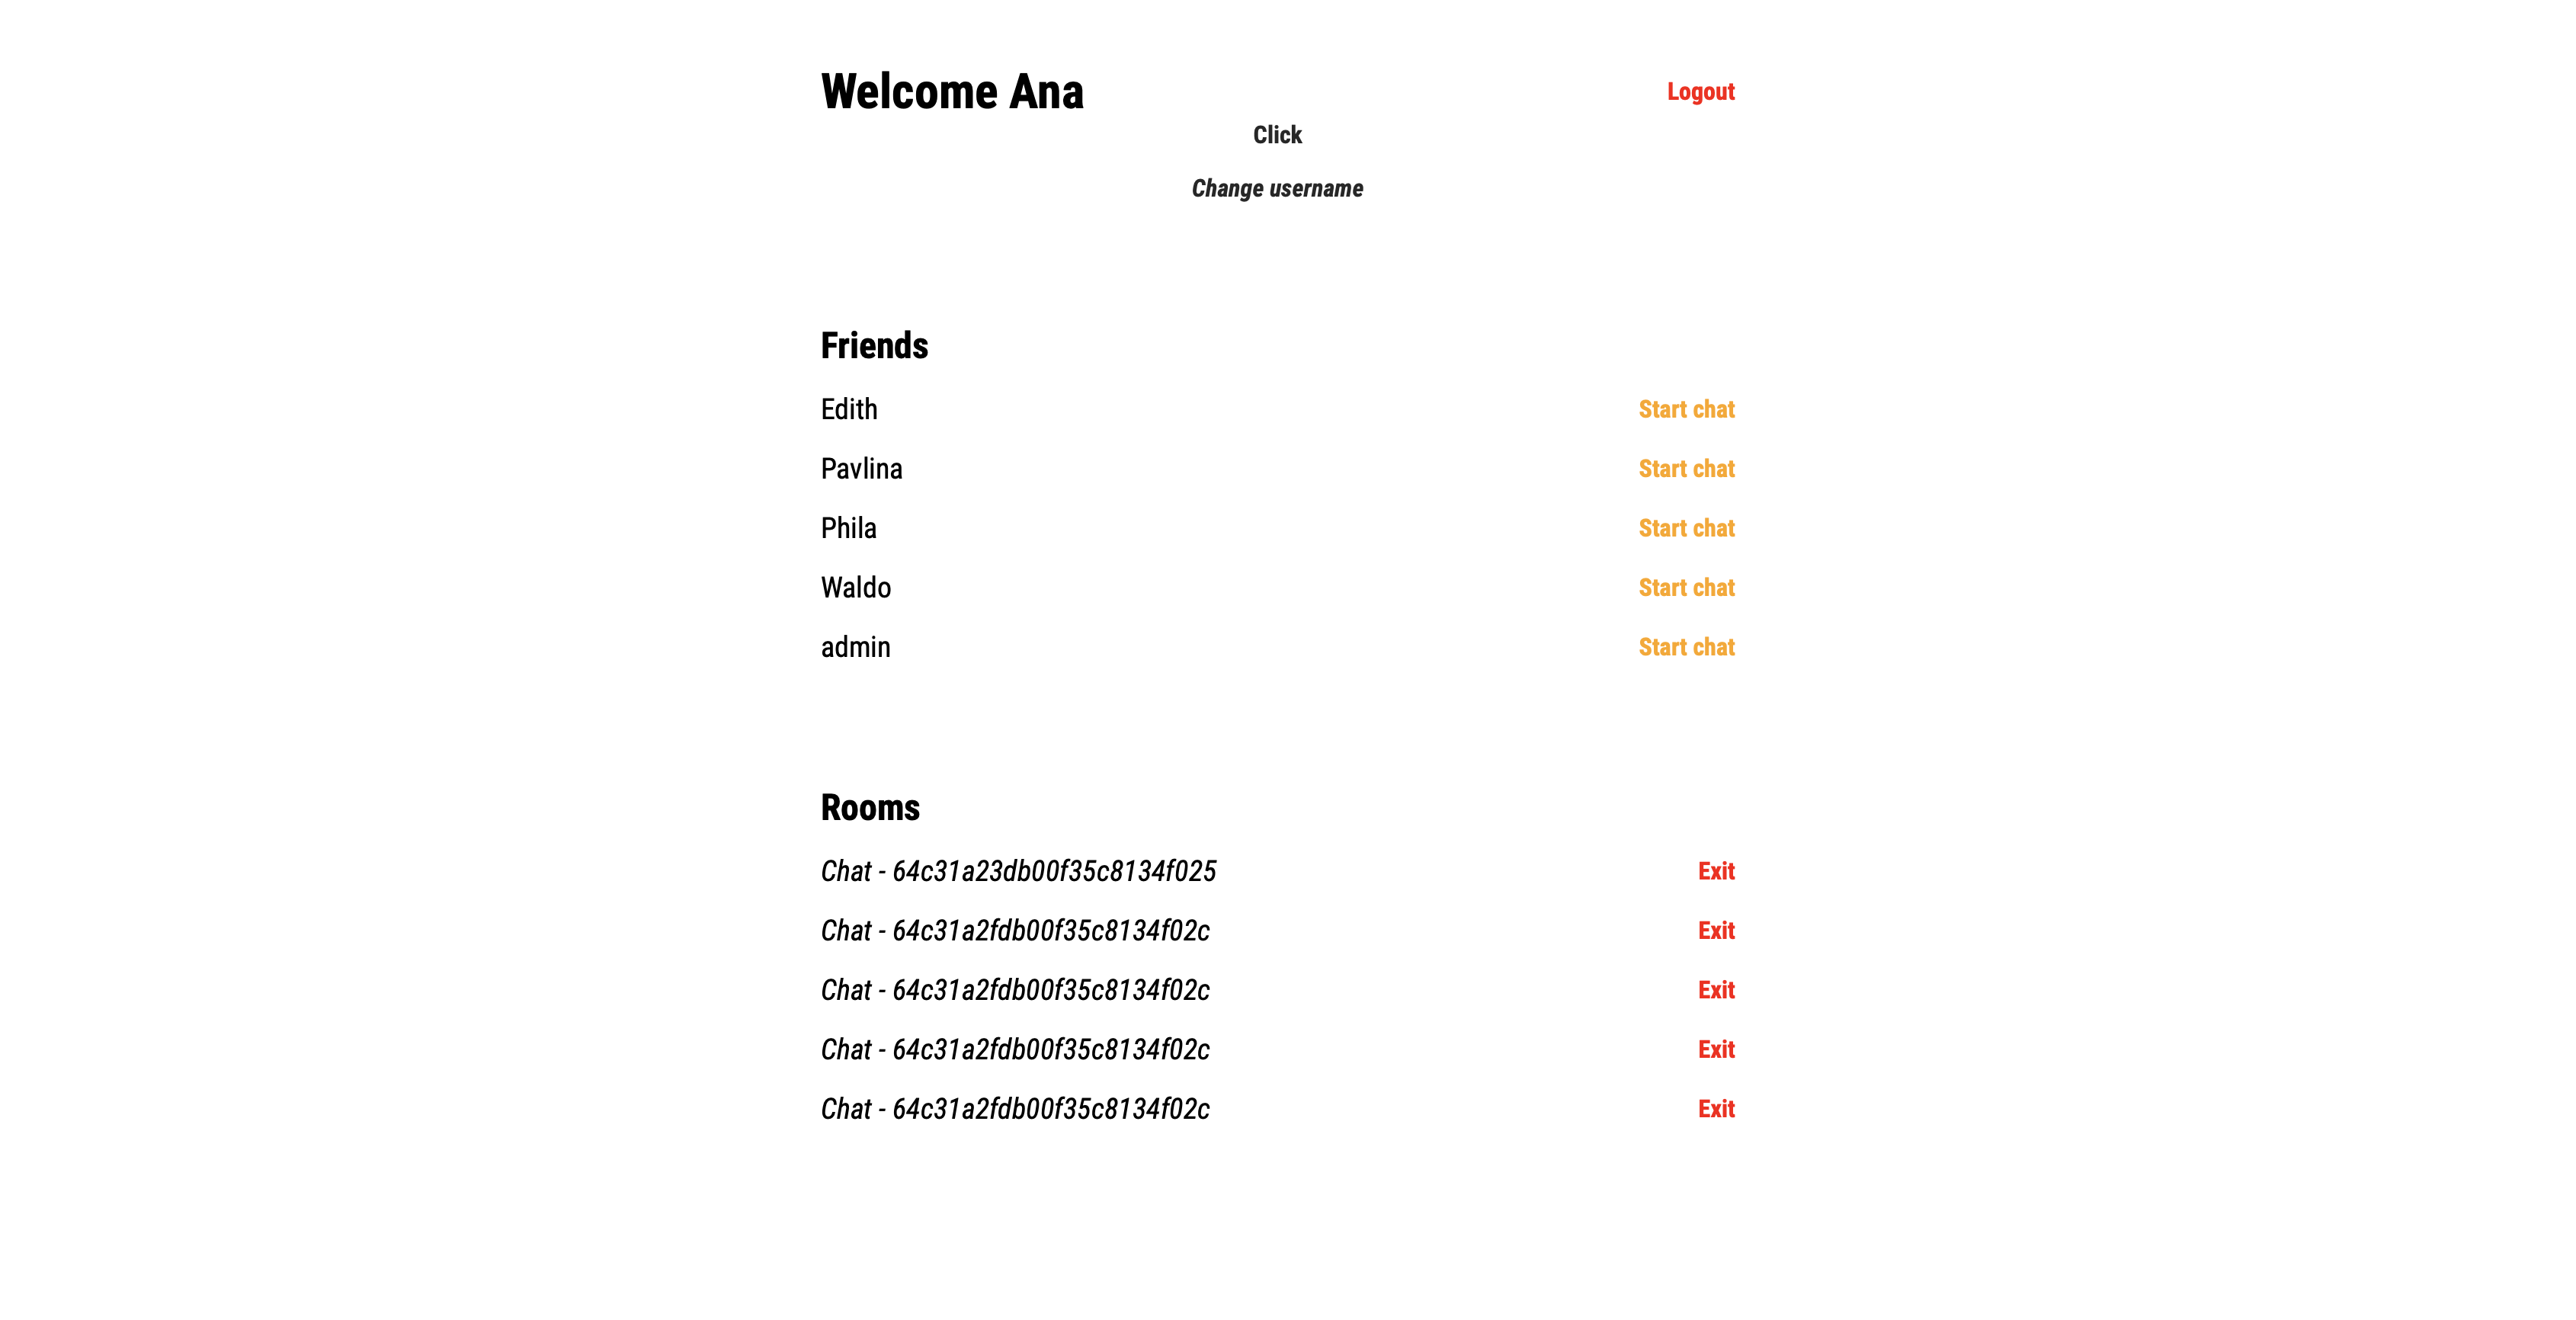 Welcome Ana
Logout
Click
Change username
Friends
Edith Start chat
Pavlina Start chat
Phila Start chat
Waldo Start chat
admin Start chat
Rooms
Chat - 64c31a23db00f35c8134f025 Exit
Chat - 64c31a2fdb00f35c8134f02c Exit
Chat - 64c31a2fdb00f35c8134f02c Exit
Chat - 64c31a2fdb00f35c8134f02c Exit
Chat - 64c31a2fdb00f35c8134f02c Exit